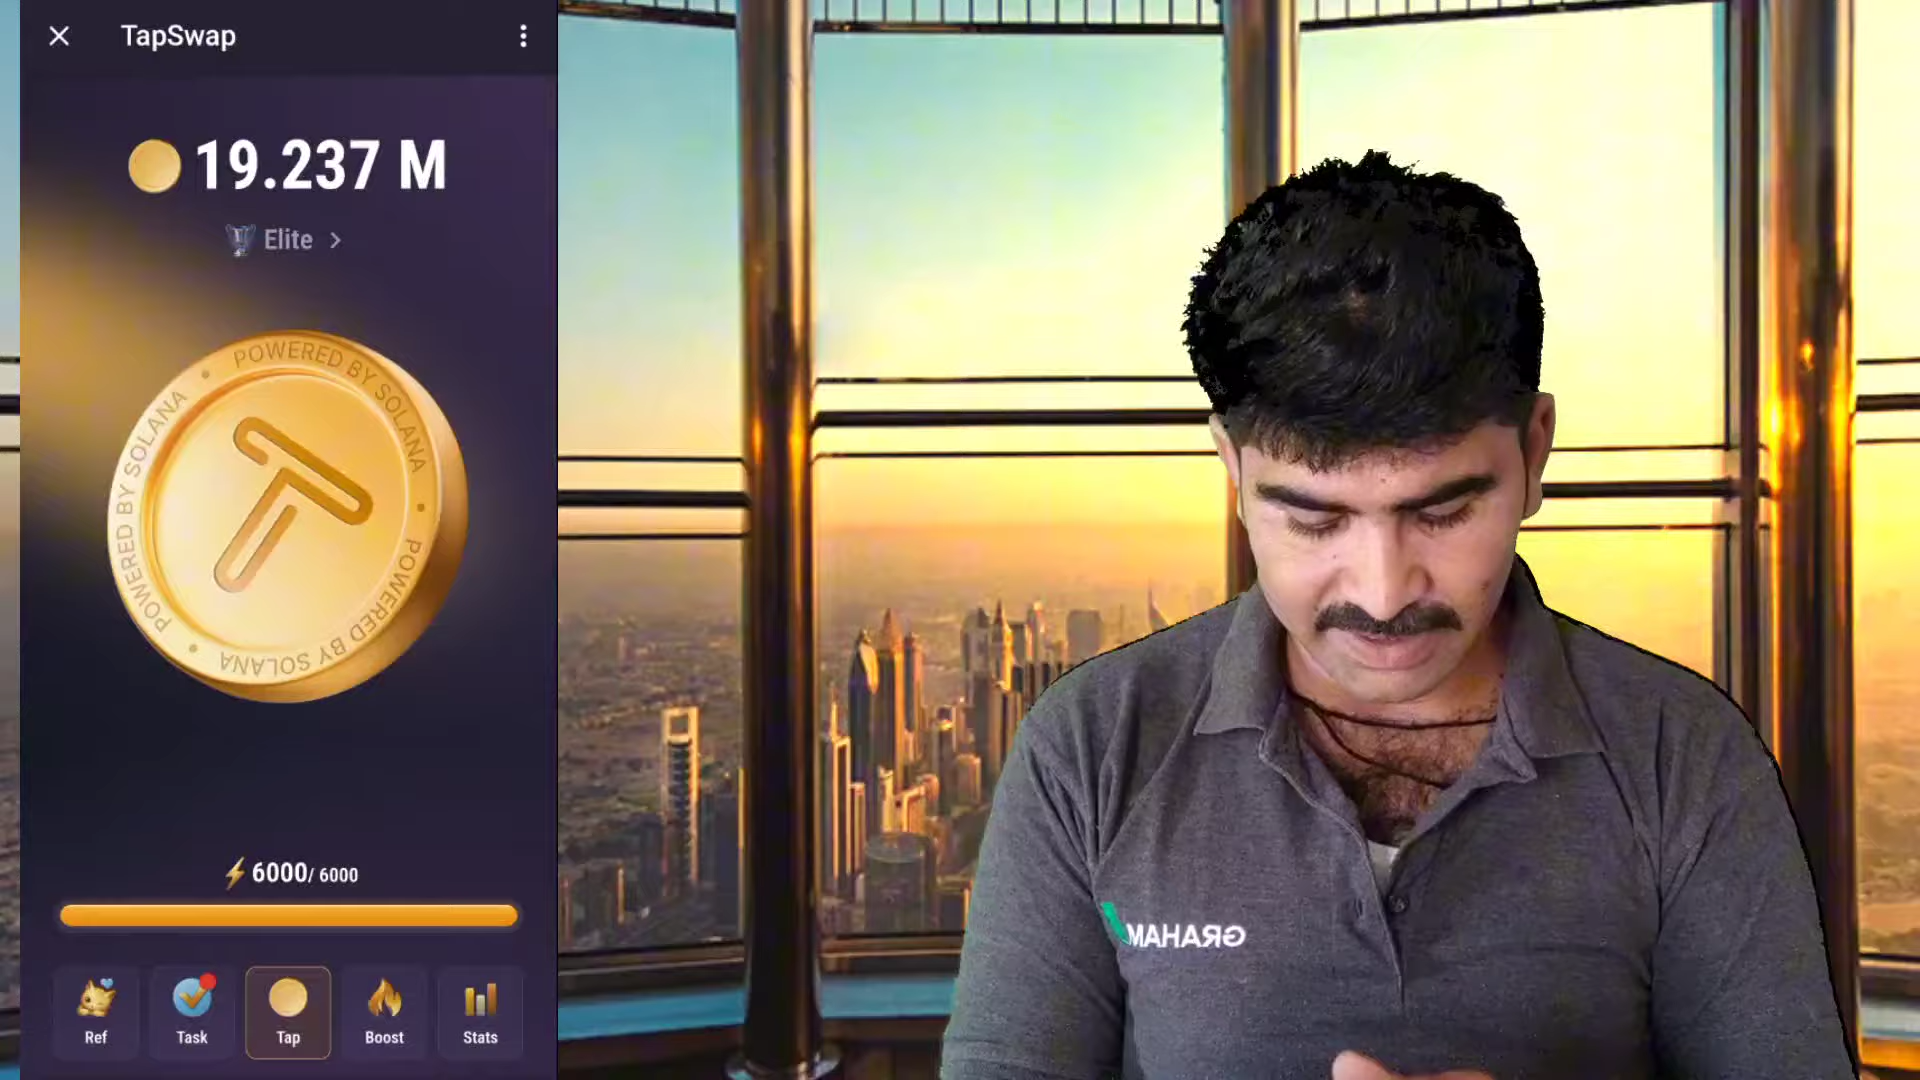 TapSwap
19.237 M
Elite
POWERED BY SOLANA
POWERED BY SOLANA
POWERED BY SOLANA
6000/ 6000
Ref
Task
Tap
Boost
Stats
GRAHAM